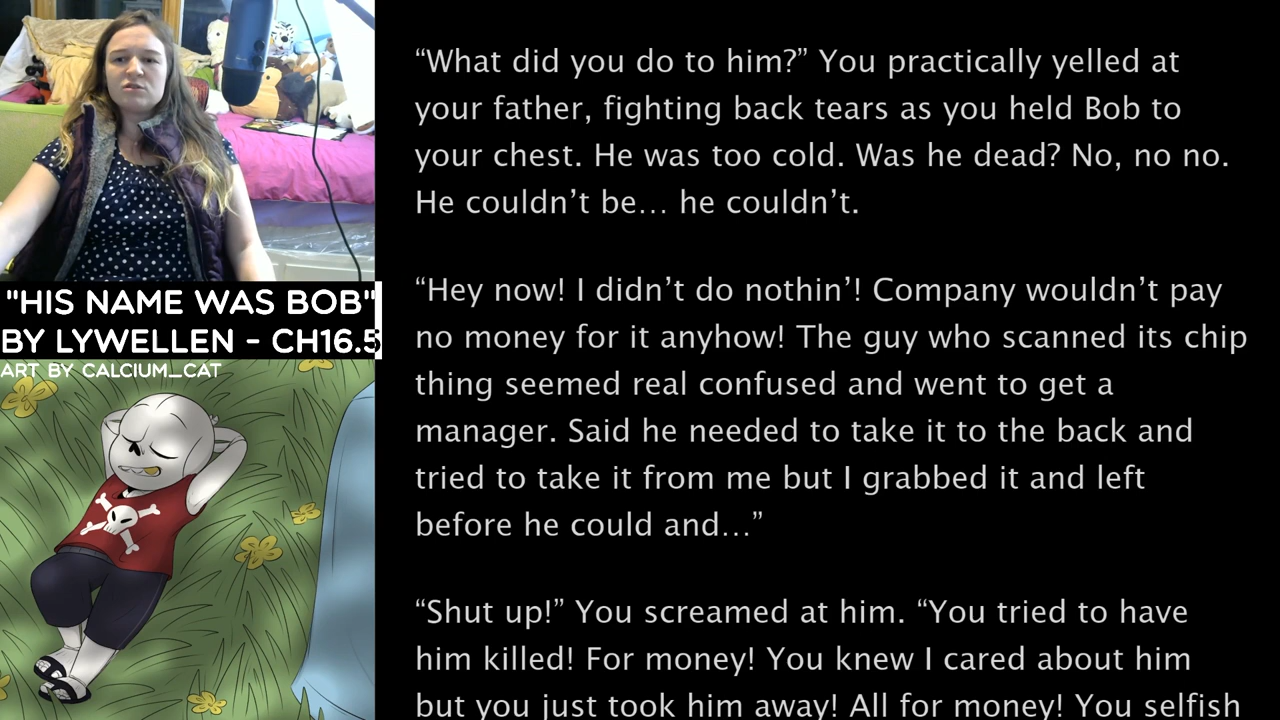 "HIS NAME WAS BOB"
BY LYWELLEN - CH16.5
ART BY CALCIUM_CAT
“What did you do to him?” You practically yelled at
your father, fighting back tears as you held Bob to
your chest. He was too cold. Was he dead? No, no no.
He couldn’t be… he couldn’t.
“Hey now! I didn’t do nothin’! Company wouldn’t pay
no money for it anyhow! The guy who scanned its chip
thing seemed real confused and went to get a
manager. Said he needed to take it to the back and
tried to take it from me but I grabbed it and left
before he could and…”
“Shut up!” You screamed at him. “You tried to have
him killed! For money! You knew I cared about him
but you just took him away! All for money! You selfish